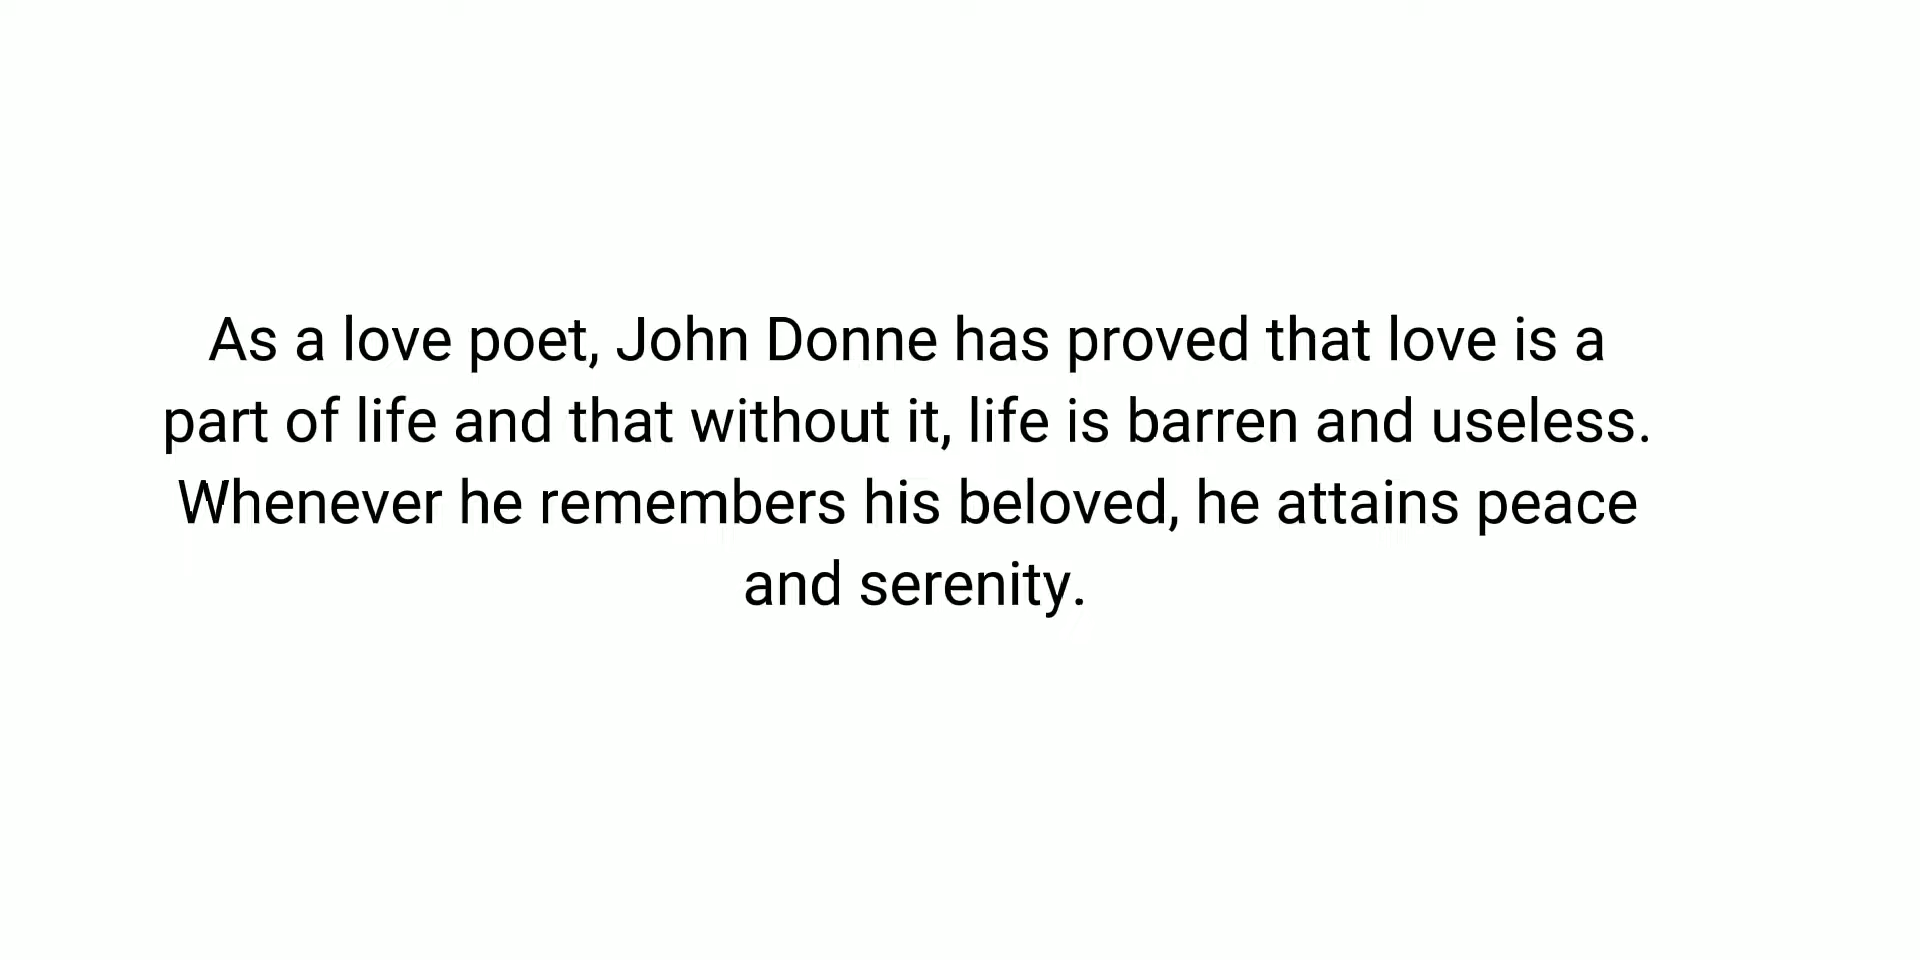 As a love poet, John Donne has proved that love is a
part of life and that without it, life is barren and useless.
Whenever he remembers his beloved, he attains peace
and serenity.